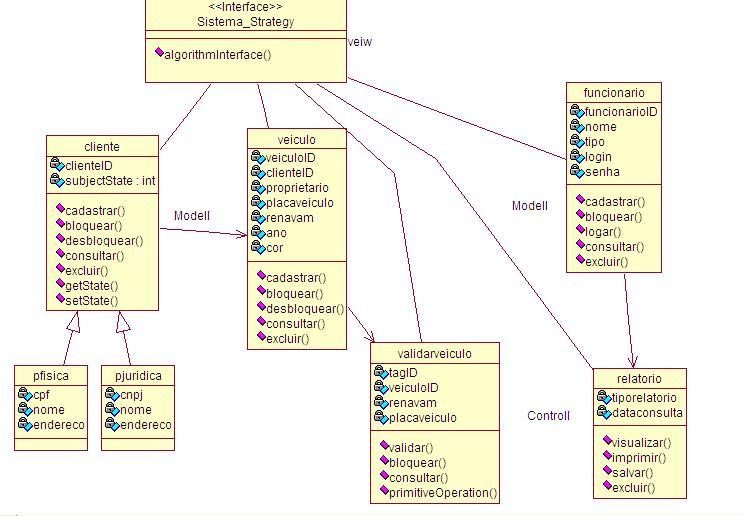 <<Interface>>
Sistema_Strategy
algorithmInterface()
veiw
cliente
clienteID
subjectState : int
cadastrar()
bloquear()
desbloquear()
consultar()
excluir()
getState()
setState()
Modell
veiculo
veiculoID
clienteID
proprietario
placaveiculo
renavam
ano
cor
cadastrar()
bloquear()
desbloquear()
consultar()
excluir()
Modell
funcionario
funcionarioID
nome
tipo
login
senha
cadastrar()
bloquear()
logar()
consultar()
excluir()
pfisica
cpf
nome
endereco
pjuridica
cnpj
nome
endereco
validarveiculo
tagID
veiculoID
renavam
placaveiculo
validar()
bloquear()
consultar()
primitiveOperation()
Controll
relatorio
tiporelatorio
dataconsulta
visualizar()
imprimir()
salvar()
excluir()